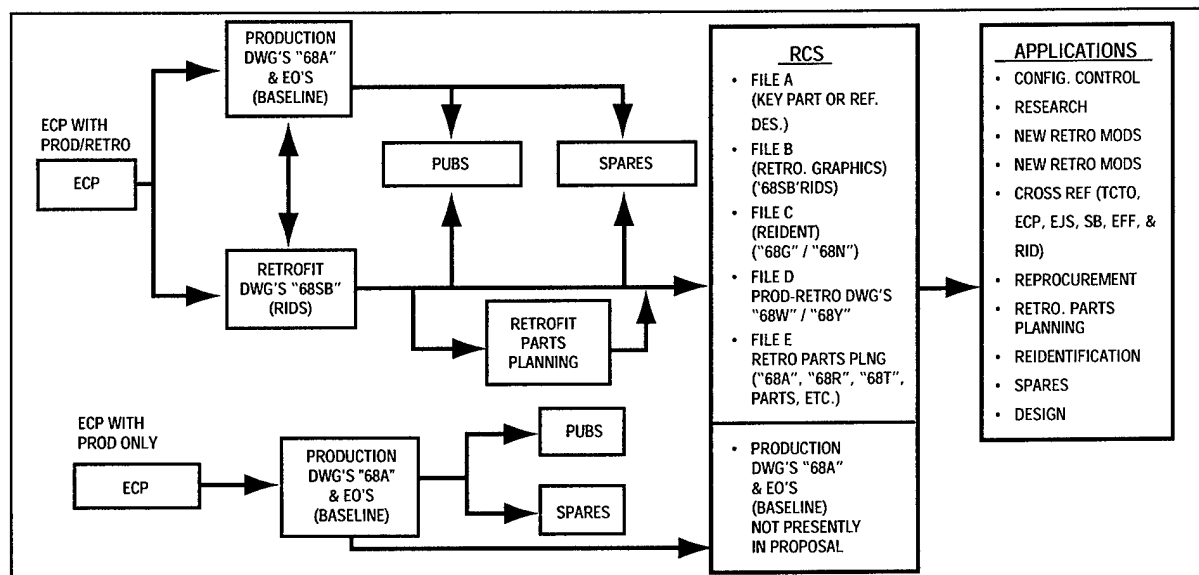 PRODUCTION
DWG'S "68A"
& EO'S
(BASELINE)
ECP WITH
PROD/RETRO
ECP
PUBS
SPARES
RETROFIT
DWG'S "68SB"
(RIDS)
RETROFIT
PARTS
PLANNING
ECP WITH
PROD ONLY
ECP
PRODUCTION
DWG'S "68A"
& EO'S
(BASELINE)
PUBS
SPARES
RCS
• FILE A
(KEY PART OR REF.
DES.)
• FILE B
(RETRO. GRAPHICS)
('68SB'RIDS)
• FILE C
(REIDENT)
("68G" / "68N")
• FILE D
PROD-RETRO DWG'S
"68W" / "68Y"
• FILE E
RETRO PARTS PLNG
("68A", "68R", "68T",
PARTS, ETC.)
• PRODUCTION
DWG'S "68A"
& EO'S
(BASELINE)
NOT PRESENTLY
IN PROPOSAL
APPLICATIONS
• CONFIG. CONTROL
• RESEARCH
• NEW RETRO MODS
• NEW RETRO MODS
• CROSS REF (TCTO,
ECP, EJS, SB, EFF, &
RID)
• REPROCUREMENT
• RETRO. PARTS
PLANNING
• REIDENTIFICATION
• SPARES
• DESIGN